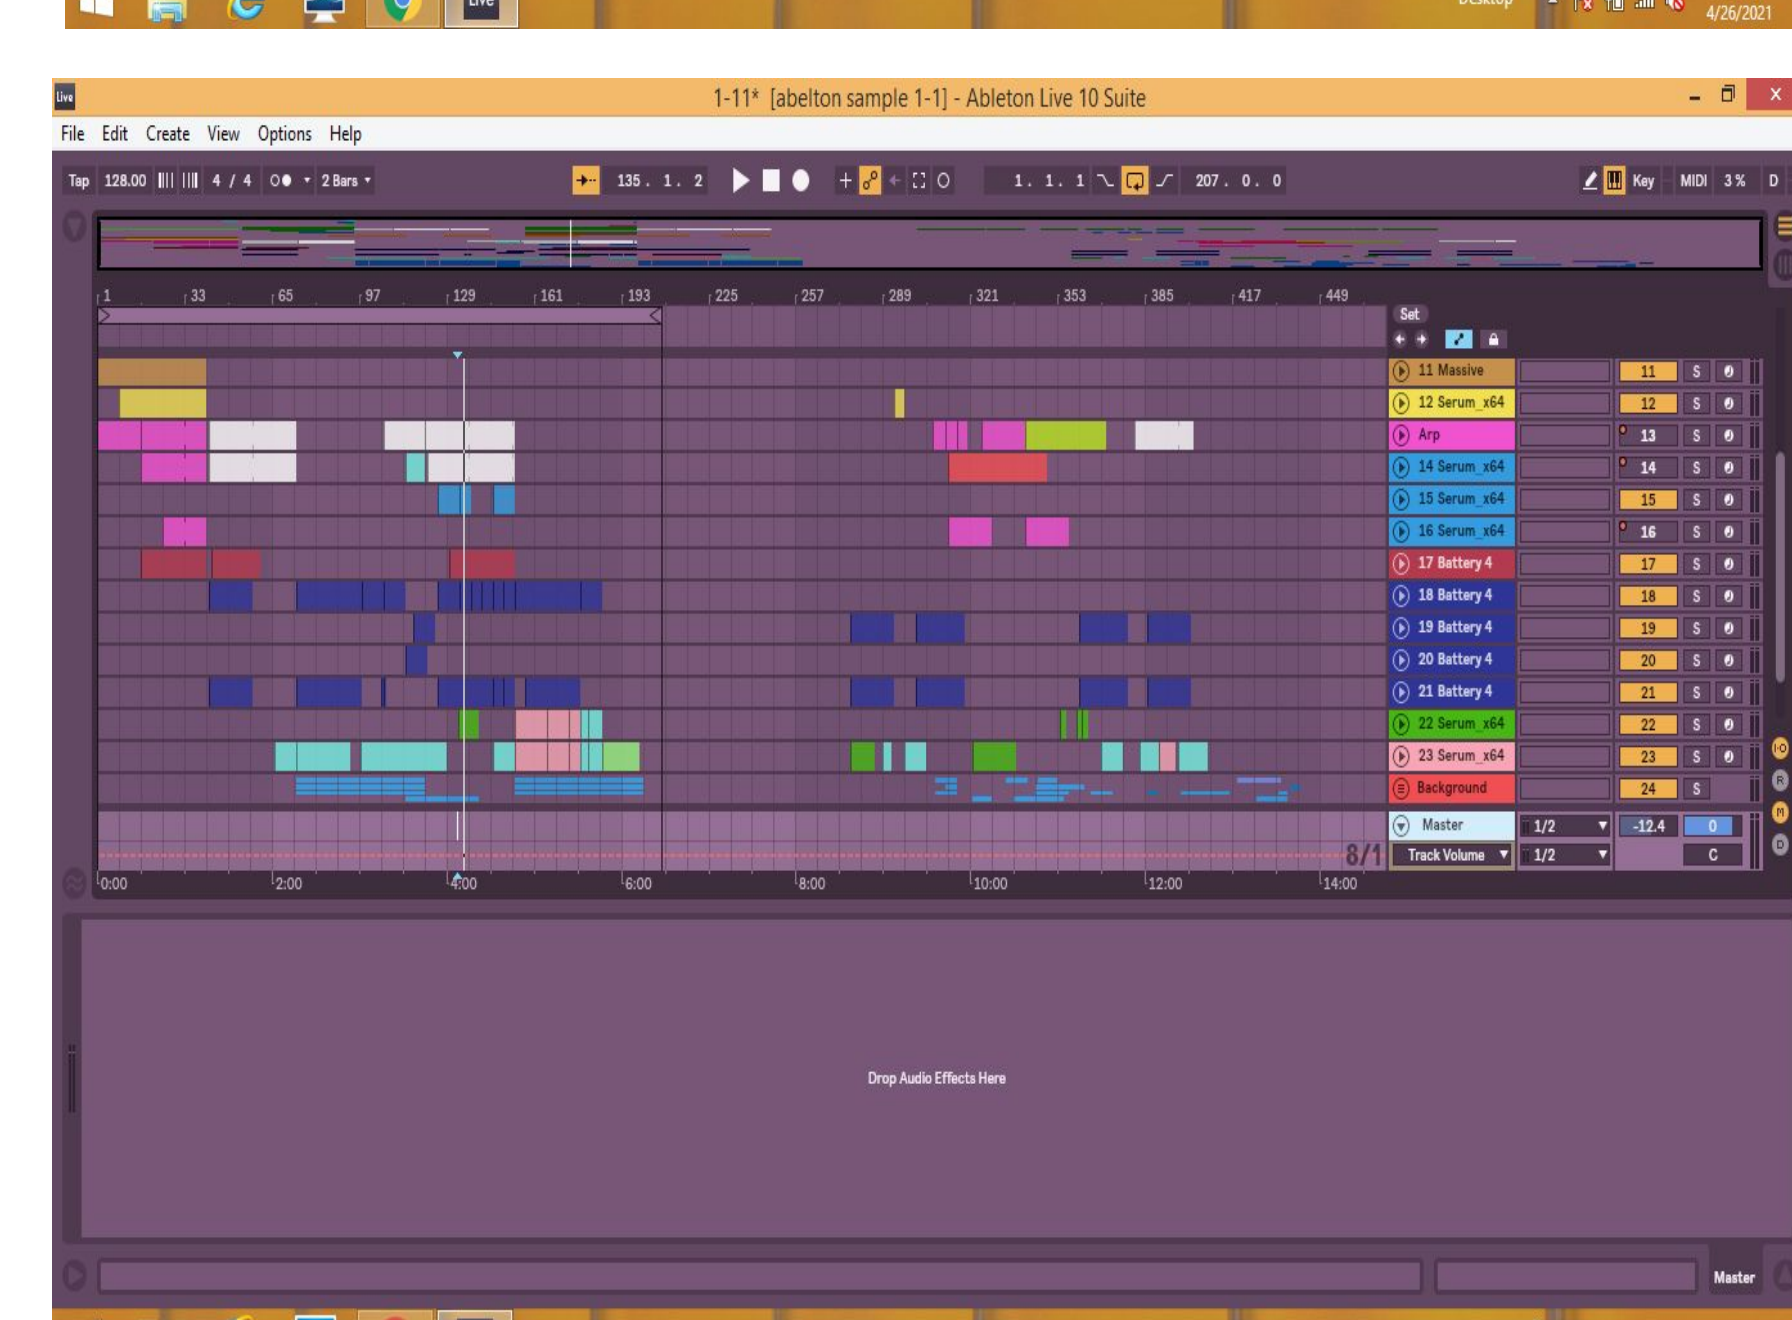 Live
Desktop
4/26/2021
Live
1-11* [abelton sample 1-1] - Ableton Live 10 Suite
File Edit Create View Options Help
Tap 128.00 4 / 4 2 Bars 135. 1. 2 1. 1. 1 207. 0. 0 Key MIDI 3% D
1 33 65 97 129 161 193 225 257 289 321 353 385 417 449
Set
11 Massive 11 S
12 Serum_x64 12 S
Arp 13 S
14 Serum_x64 14 S
15 Serum_x64 15 S
16 Serum_x64 16 S
17 Battery 4 17 S
18 Battery 4 18 S
19 Battery 4 19 S
20 Battery 4 20 S
21 Battery 4 21 S
22 Serum_x64 22 S
23 Serum_x64 23 S I·O
Background 24 S R
Master 1/2 -12.4 0 M
8/1 Track Volume 1/2 C D
0:00 2:00 4:00 6:00 8:00 10:00 12:00 14:00
Drop Audio Effects Here
Master